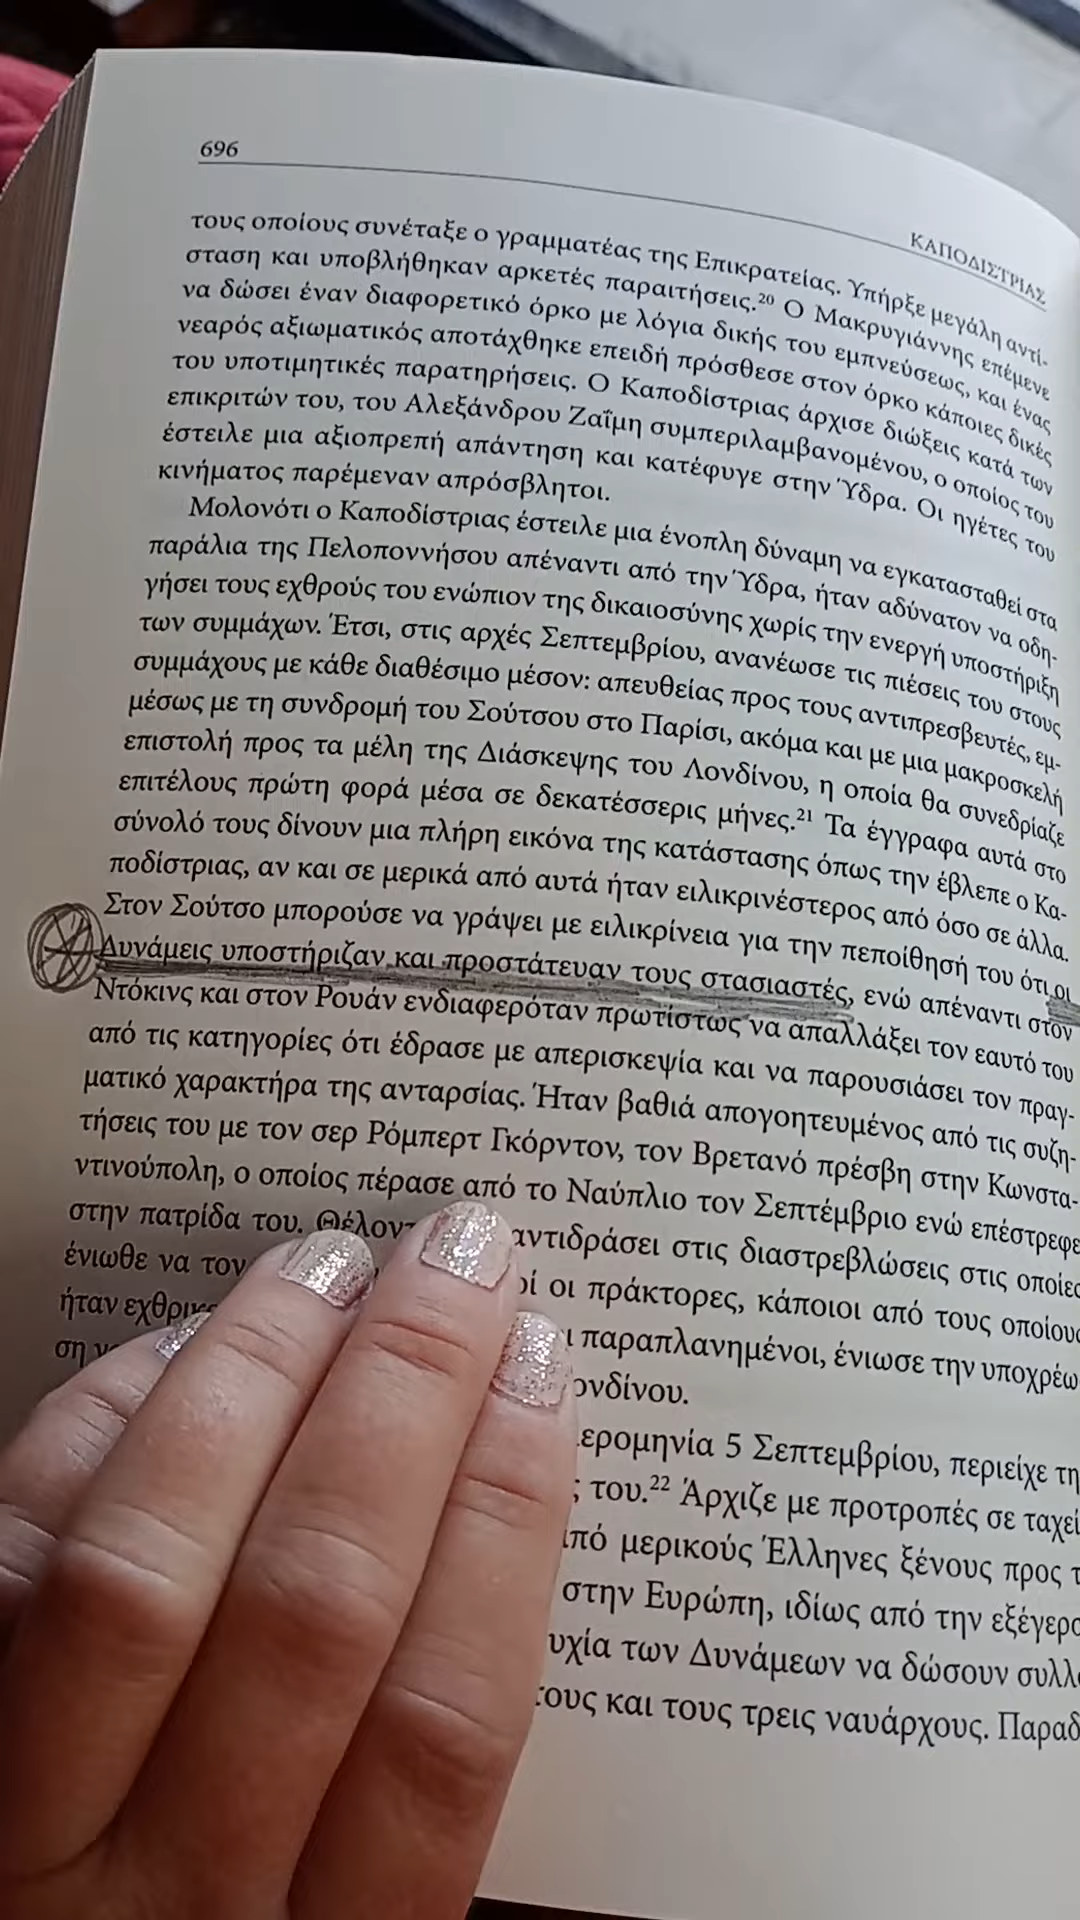 696
ΚΑΠΟΔΙΣΤΡΙΑΣ
τους οποίους συνέταξε ο γραμματέας της Επικρατείας. Υπήρξε μεγάλη αντί-
σταση και υποβλήθηκαν αρκετές παραιτήσεις.²⁰ Ο Μακρυγιάννης επέμενε
να δώσει έναν διαφορετικό όρκο με λόγια δικής του εμπνεύσεως, και ένας
νεαρός αξιωματικός αποτάχθηκε επειδή πρόσθεσε στον όρκο κάποιες δικές
του υποτιμητικές παρατηρήσεις. Ο Καποδίστριας άρχισε διώξεις κατά των
επικριτών του, του Αλεξάνδρου Ζαΐμη συμπεριλαμβανομένου, ο οποίος του
έστειλε μια αξιοπρεπή απάντηση και κατέφυγε στην Ύδρα. Οι ηγέτες του
κινήματος παρέμεναν απρόσβλητοι.
Μολονότι ο Καποδίστριας έστειλε μια ένοπλη δύναμη να εγκατασταθεί στα
παράλια της Πελοποννήσου απέναντι από την Ύδρα, ήταν αδύνατον να οδη-
γήσει τους εχθρούς του ενώπιον της δικαιοσύνης χωρίς την ενεργή υποστήριξη
των συμμάχων. Έτσι, στις αρχές Σεπτεμβρίου, ανανέωσε τις πιέσεις του στους
συμμάχους με κάθε διαθέσιμο μέσον: απευθείας προς τους αντιπρεσβευτές, εμ-
μέσως με τη συνδρομή του Σούτσου στο Παρίσι, ακόμα και με μια μακροσκελή
επιστολή προς τα μέλη της Διάσκεψης του Λονδίνου, η οποία θα συνεδρίαζε
επιτέλους πρώτη φορά μέσα σε δεκατέσσερις μήνες.²¹ Τα έγγραφα αυτά στο
σύνολό τους δίνουν μια πλήρη εικόνα της κατάστασης όπως την έβλεπε ο Κα-
ποδίστριας, αν και σε μερικά από αυτά ήταν ειλικρινέστερος από όσο σε άλλα.
Στον Σούτσο μπορούσε να γράψει με ειλικρίνεια για την πεποίθησή του ότι οι
Δυνάμεις υποστήριζαν και προστάτευαν τους στασιαστές, ενώ απέναντι στον
Ντόκινς και στον Ρουάν ενδιαφερόταν πρωτίστως να απαλλάξει τον εαυτό του
από τις κατηγορίες ότι έδρασε με απερισκεψία και να παρουσιάσει τον πραγ-
ματικό χαρακτήρα της ανταρσίας. Ήταν βαθιά απογοητευμένος από τις συζη-
τήσεις του με τον σερ Ρόμπερτ Γκόρντον, τον Βρετανό πρέσβη στην Κωνστα-
ντινούπολη, ο οποίος πέρασε από το Ναύπλιο τον Σεπτέμβριο ενώ επέστρεφε
στην πατρίδα του. αντιδράσει στις διαστρεβλώσεις στις οποίες
ένιωθε να τον οι πράκτορες, κάποιοι από τους οποίους
ήταν παραπλανημένοι, ένιωσε την υποχρέω-
5 Σεπτεμβρίου, περιείχε
του.²² Άρχιζε με προτροπές σε
μερικούς Έλληνες ξένους προς
στην Ευρώπη, ιδίως από την
των Δυνάμεων να δώσουν
και τους τρεις ναυάρχους.